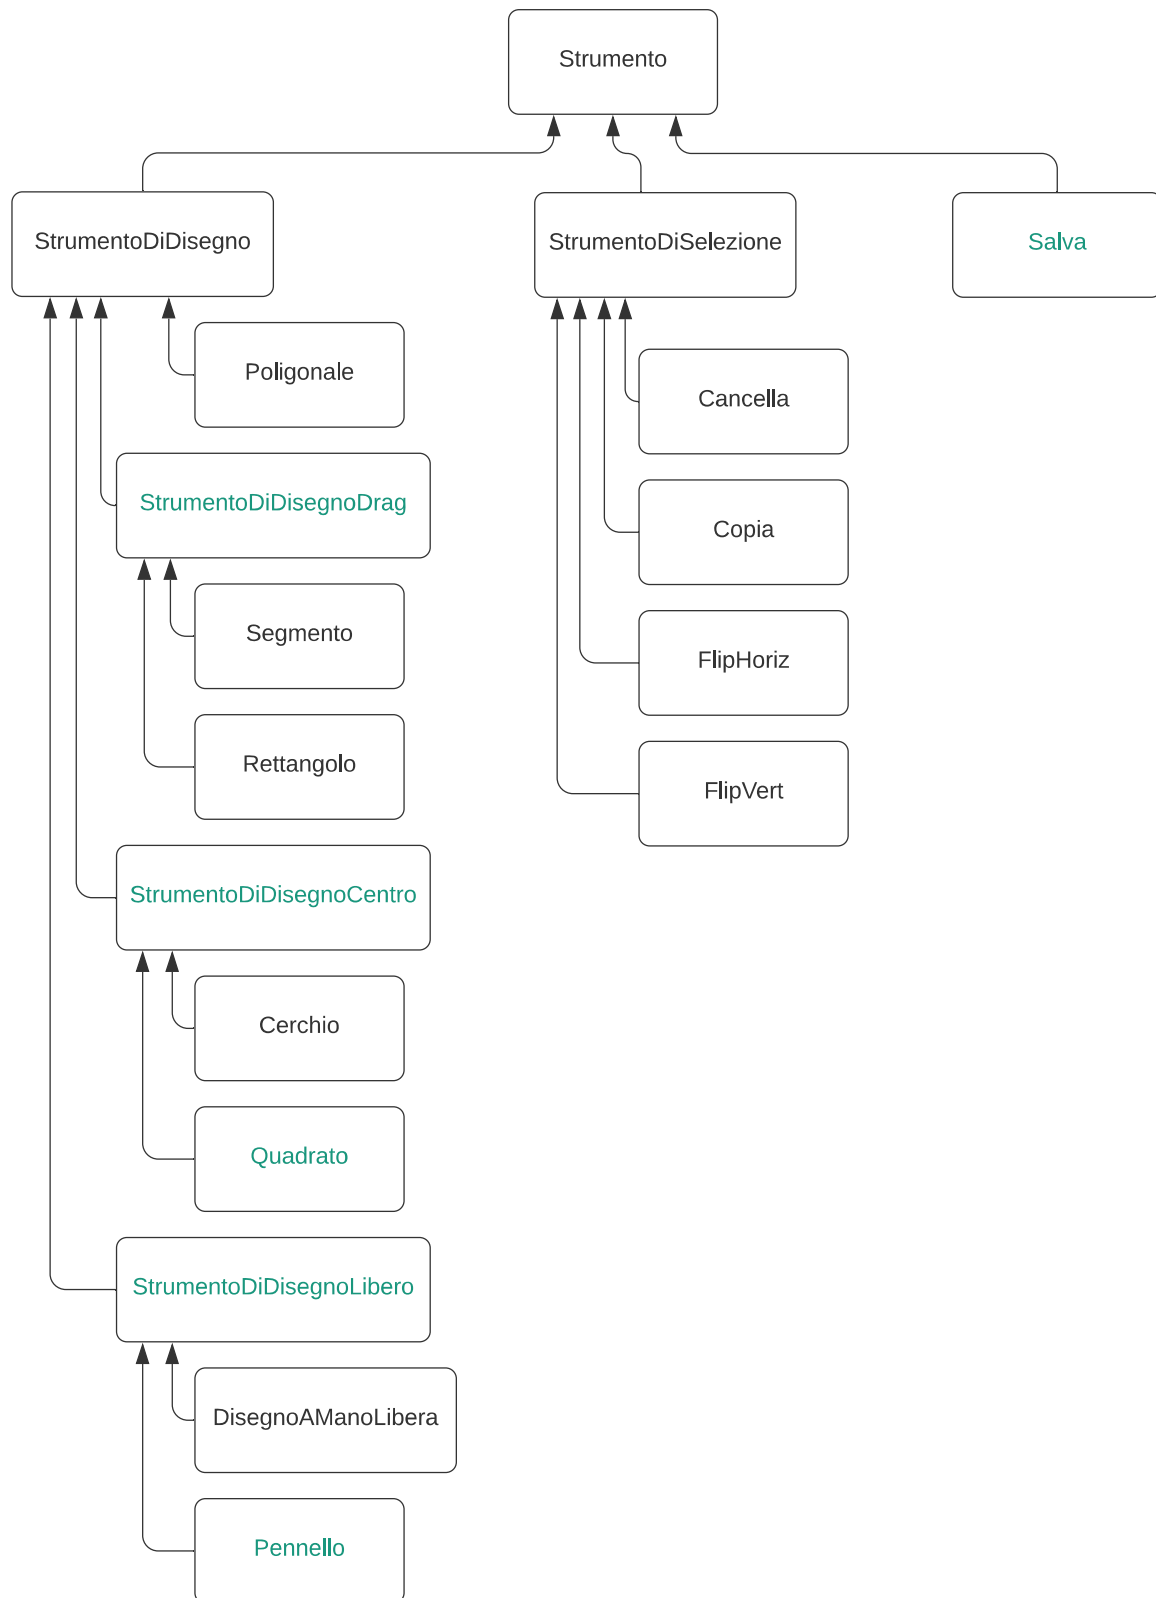 Strumento
StrumentoDiDisegno
StrumentoDiSelezione
Salva
Poligonale
StrumentoDiDisegnoDrag
Segmento
Rettangolo
StrumentoDiDisegnoCentro
Cerchio
Quadrato
StrumentoDiDisegnoLibero
DisegnoAManoLibera
Pennello
Cancella
Copia
FlipHoriz
FlipVert